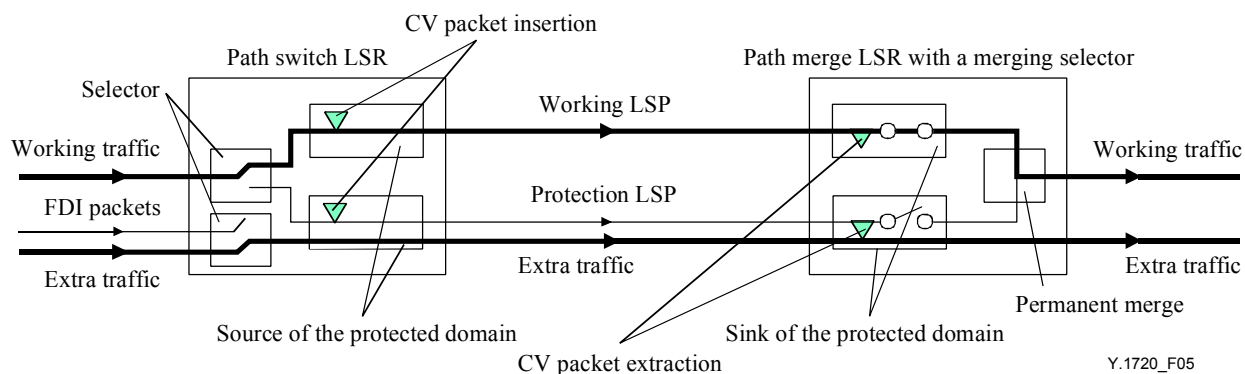 CV packet insertion
Path switch LSR
Path merge LSR with a merging selector
Selector
Working LSP
Working traffic
Working traffic
FDI packets
Protection LSP
Extra traffic
Extra traffic
Extra traffic
Permanent merge
Source of the protected domain
Sink of the protected domain
CV packet extraction
Y.1720_F05